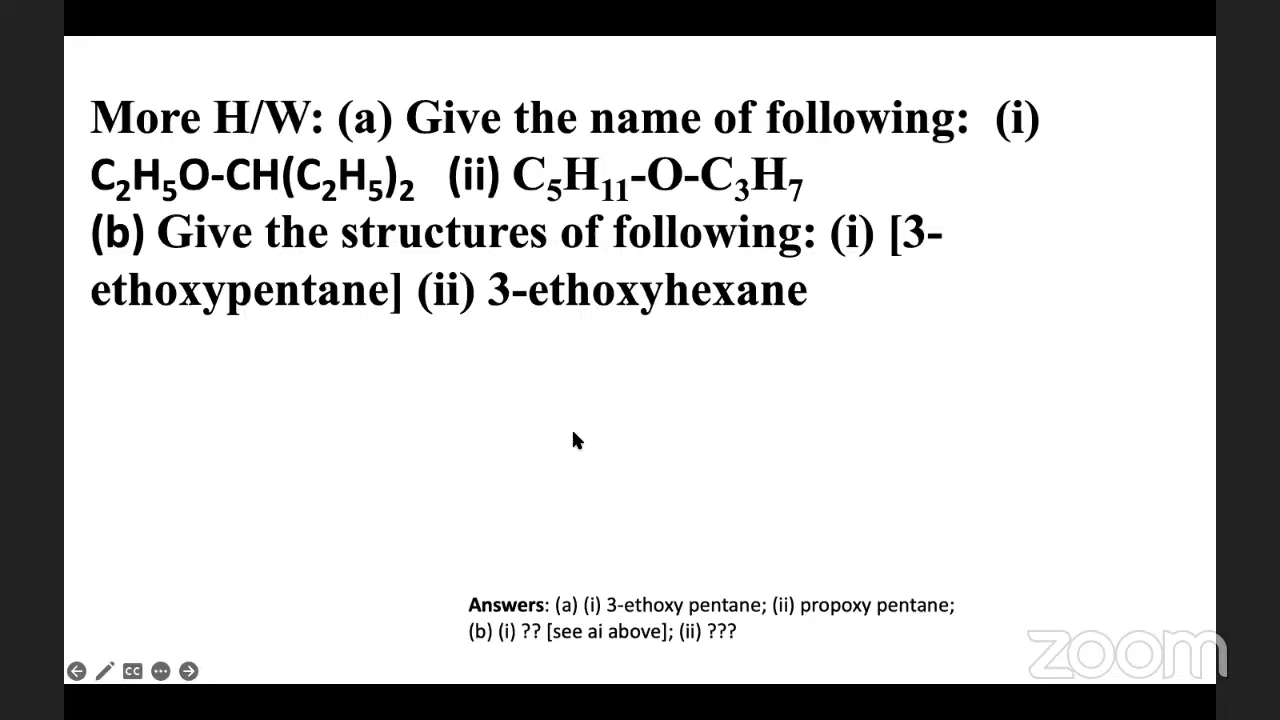 More H/W: (a) Give the name of following: (i)
C₂H₅O-CH(C₂H₅)₂ (ii) C₅H₁₁-O-C₃H₇
(b) Give the structures of following: (i) [3-
ethoxypentane] (ii) 3-ethoxyhexane
Answers: (a) (i) 3-ethoxy pentane; (ii) propoxy pentane;
(b) (i) ?? [see ai above]; (ii) ???
CC
zoom